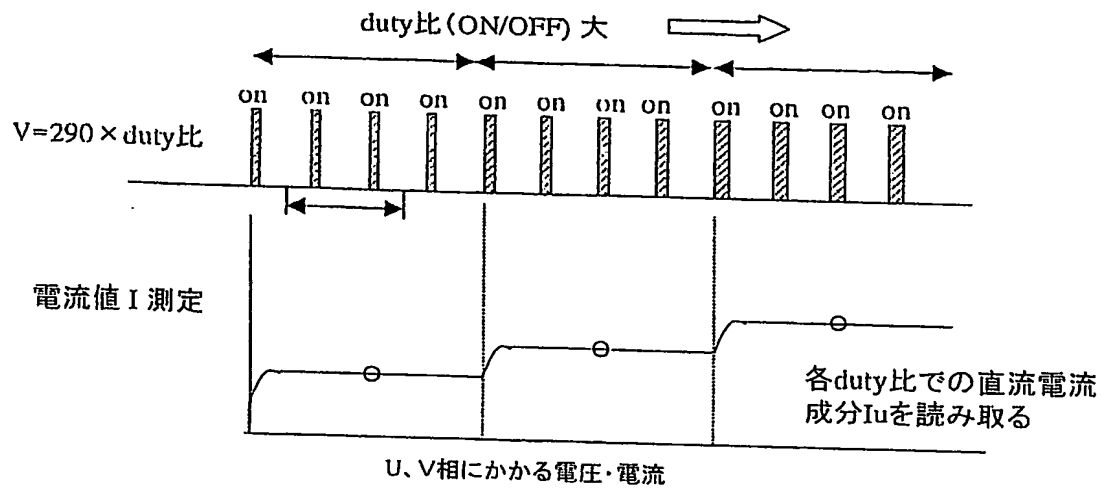 duty比(ON/OFF) 大
on on on on on on on on on on on on
V=290×duty比
電流値 I 測定
各duty比での直流電流
成分Iuを読み取る
U、V相にかかる電圧・電流